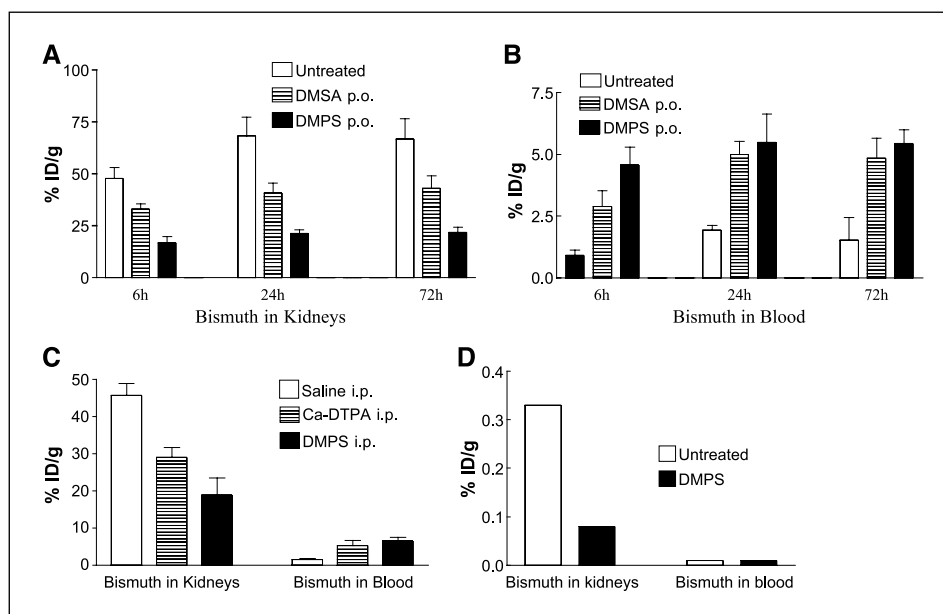 A
% ID/g
100
75
50
25
0
Untreated
DMSA p.o.
DMPS p.o.
6h 24h 72h
Bismuth in Kidneys
B
% ID/g
7.5
5.0
2.5
0.0
Untreated
DMSA p.o.
DMPS p.o.
6h 24h 72h
Bismuth in Blood
C
% ID/g
50
40
30
20
10
0
Saline i.p.
Ca-DTPA i.p.
DMPS i.p.
Bismuth in Kidneys Bismuth in Blood
D
% ID/g
0.4
0.3
0.2
0.1
0.0
Untreated
DMPS
Bismuth in kidneys Bismuth in blood